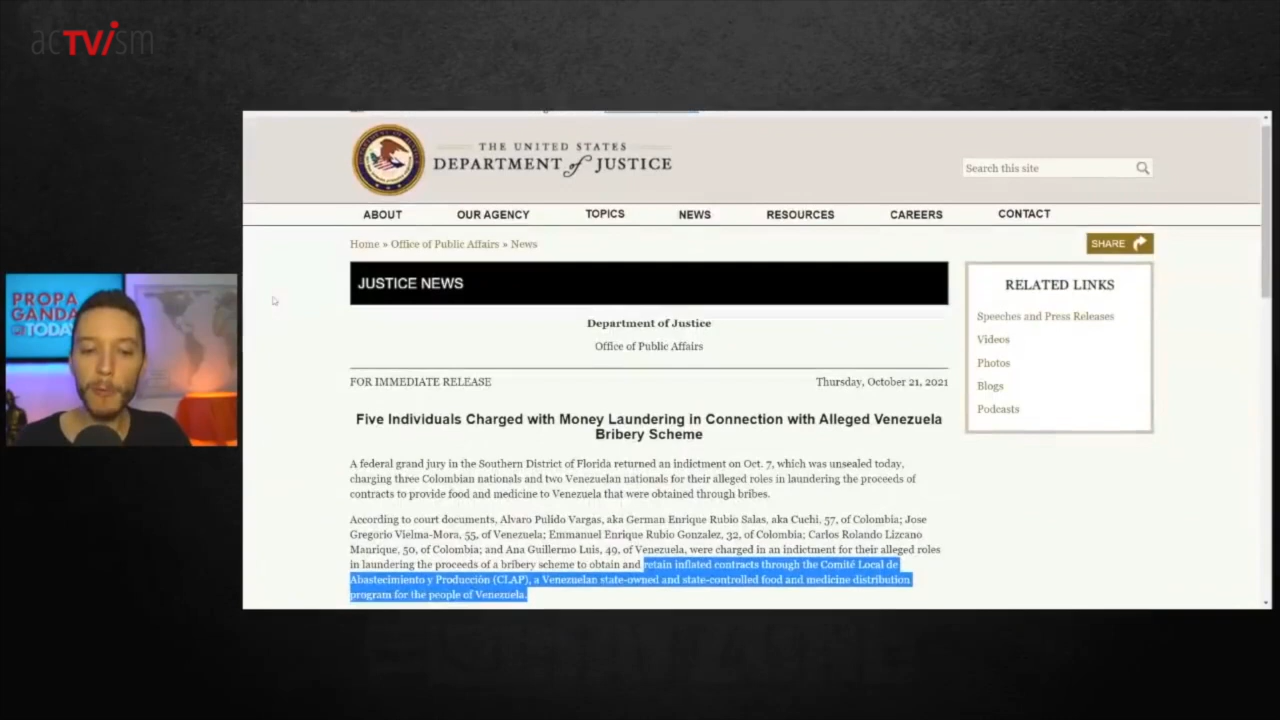 acTVism
THE UNITED STATES
DEPARTMENT of JUSTICE
Search this site
ABOUT
OUR AGENCY
TOPICS
NEWS
RESOURCES
CAREERS
CONTACT
Home » Office of Public Affairs » News
SHARE
JUSTICE NEWS
Department of Justice
Office of Public Affairs
FOR IMMEDIATE RELEASE
Thursday, October 21, 2021
Five Individuals Charged with Money Laundering in Connection with Alleged Venezuela
Bribery Scheme
A federal grand jury in the Southern District of Florida returned an indictment on Oct. 7, which was unsealed today,
charging three Colombian nationals and two Venezuelan nationals for their alleged roles in laundering the proceeds of
contracts to provide food and medicine to Venezuela that were obtained through bribes.
According to court documents, Alvaro Pulido Vargas, aka German Enrique Rubio Salas, aka Cuchi, 57, of Colombia; Jose
Gregorio Vielma-Mora, 55, of Venezuela; Emmanuel Enrique Rubio Gonzalez, 32, of Colombia; Carlos Rolando Lizcano
Manrique, 50, of Colombia; and Ana Guillermo Luis, 49, of Venezuela, were charged in an indictment for their alleged roles
in laundering the proceeds of a bribery scheme to obtain and retain inflated contracts through the Comité Local de
Abastecimiento y Producción (CLAP), a Venezuelan state-owned and state-controlled food and medicine distribution
program for the people of Venezuela.
RELATED LINKS
Speeches and Press Releases
Videos
Photos
Blogs
Podcasts
PROPA
GANDA
TODAY